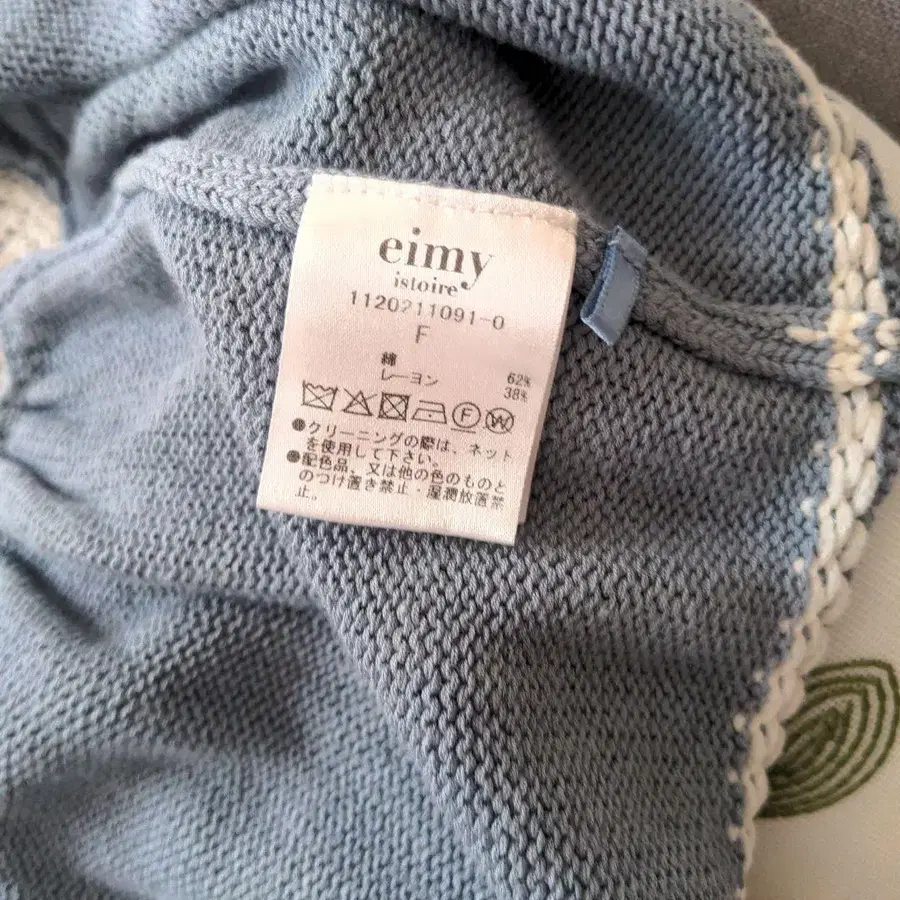 eimy
istoire
1120211091-0
F
綿 62%
レーヨン 38%
F W
●クリーニングの際は、ネット
を使用して下さい。
●配色品、又は他の色のものと
のつけ置き禁止・湿潤放置禁
止。